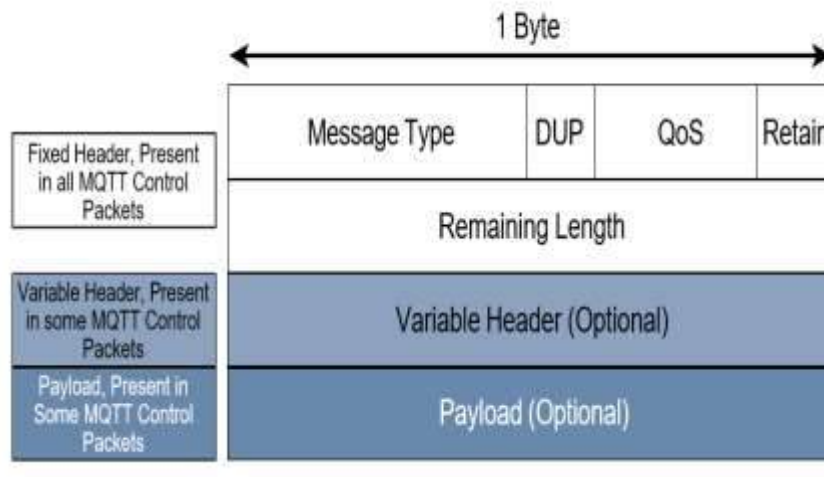 1 Byte
Message Type DUP QoS Retain
Fixed Header, Present
in all MQTT Control
Packets
Remaining Length
Variable Header, Present
in some MQTT Control
Packets
Variable Header (Optional)
Payload, Present in
Some MQTT Control
Packets
Payload (Optional)